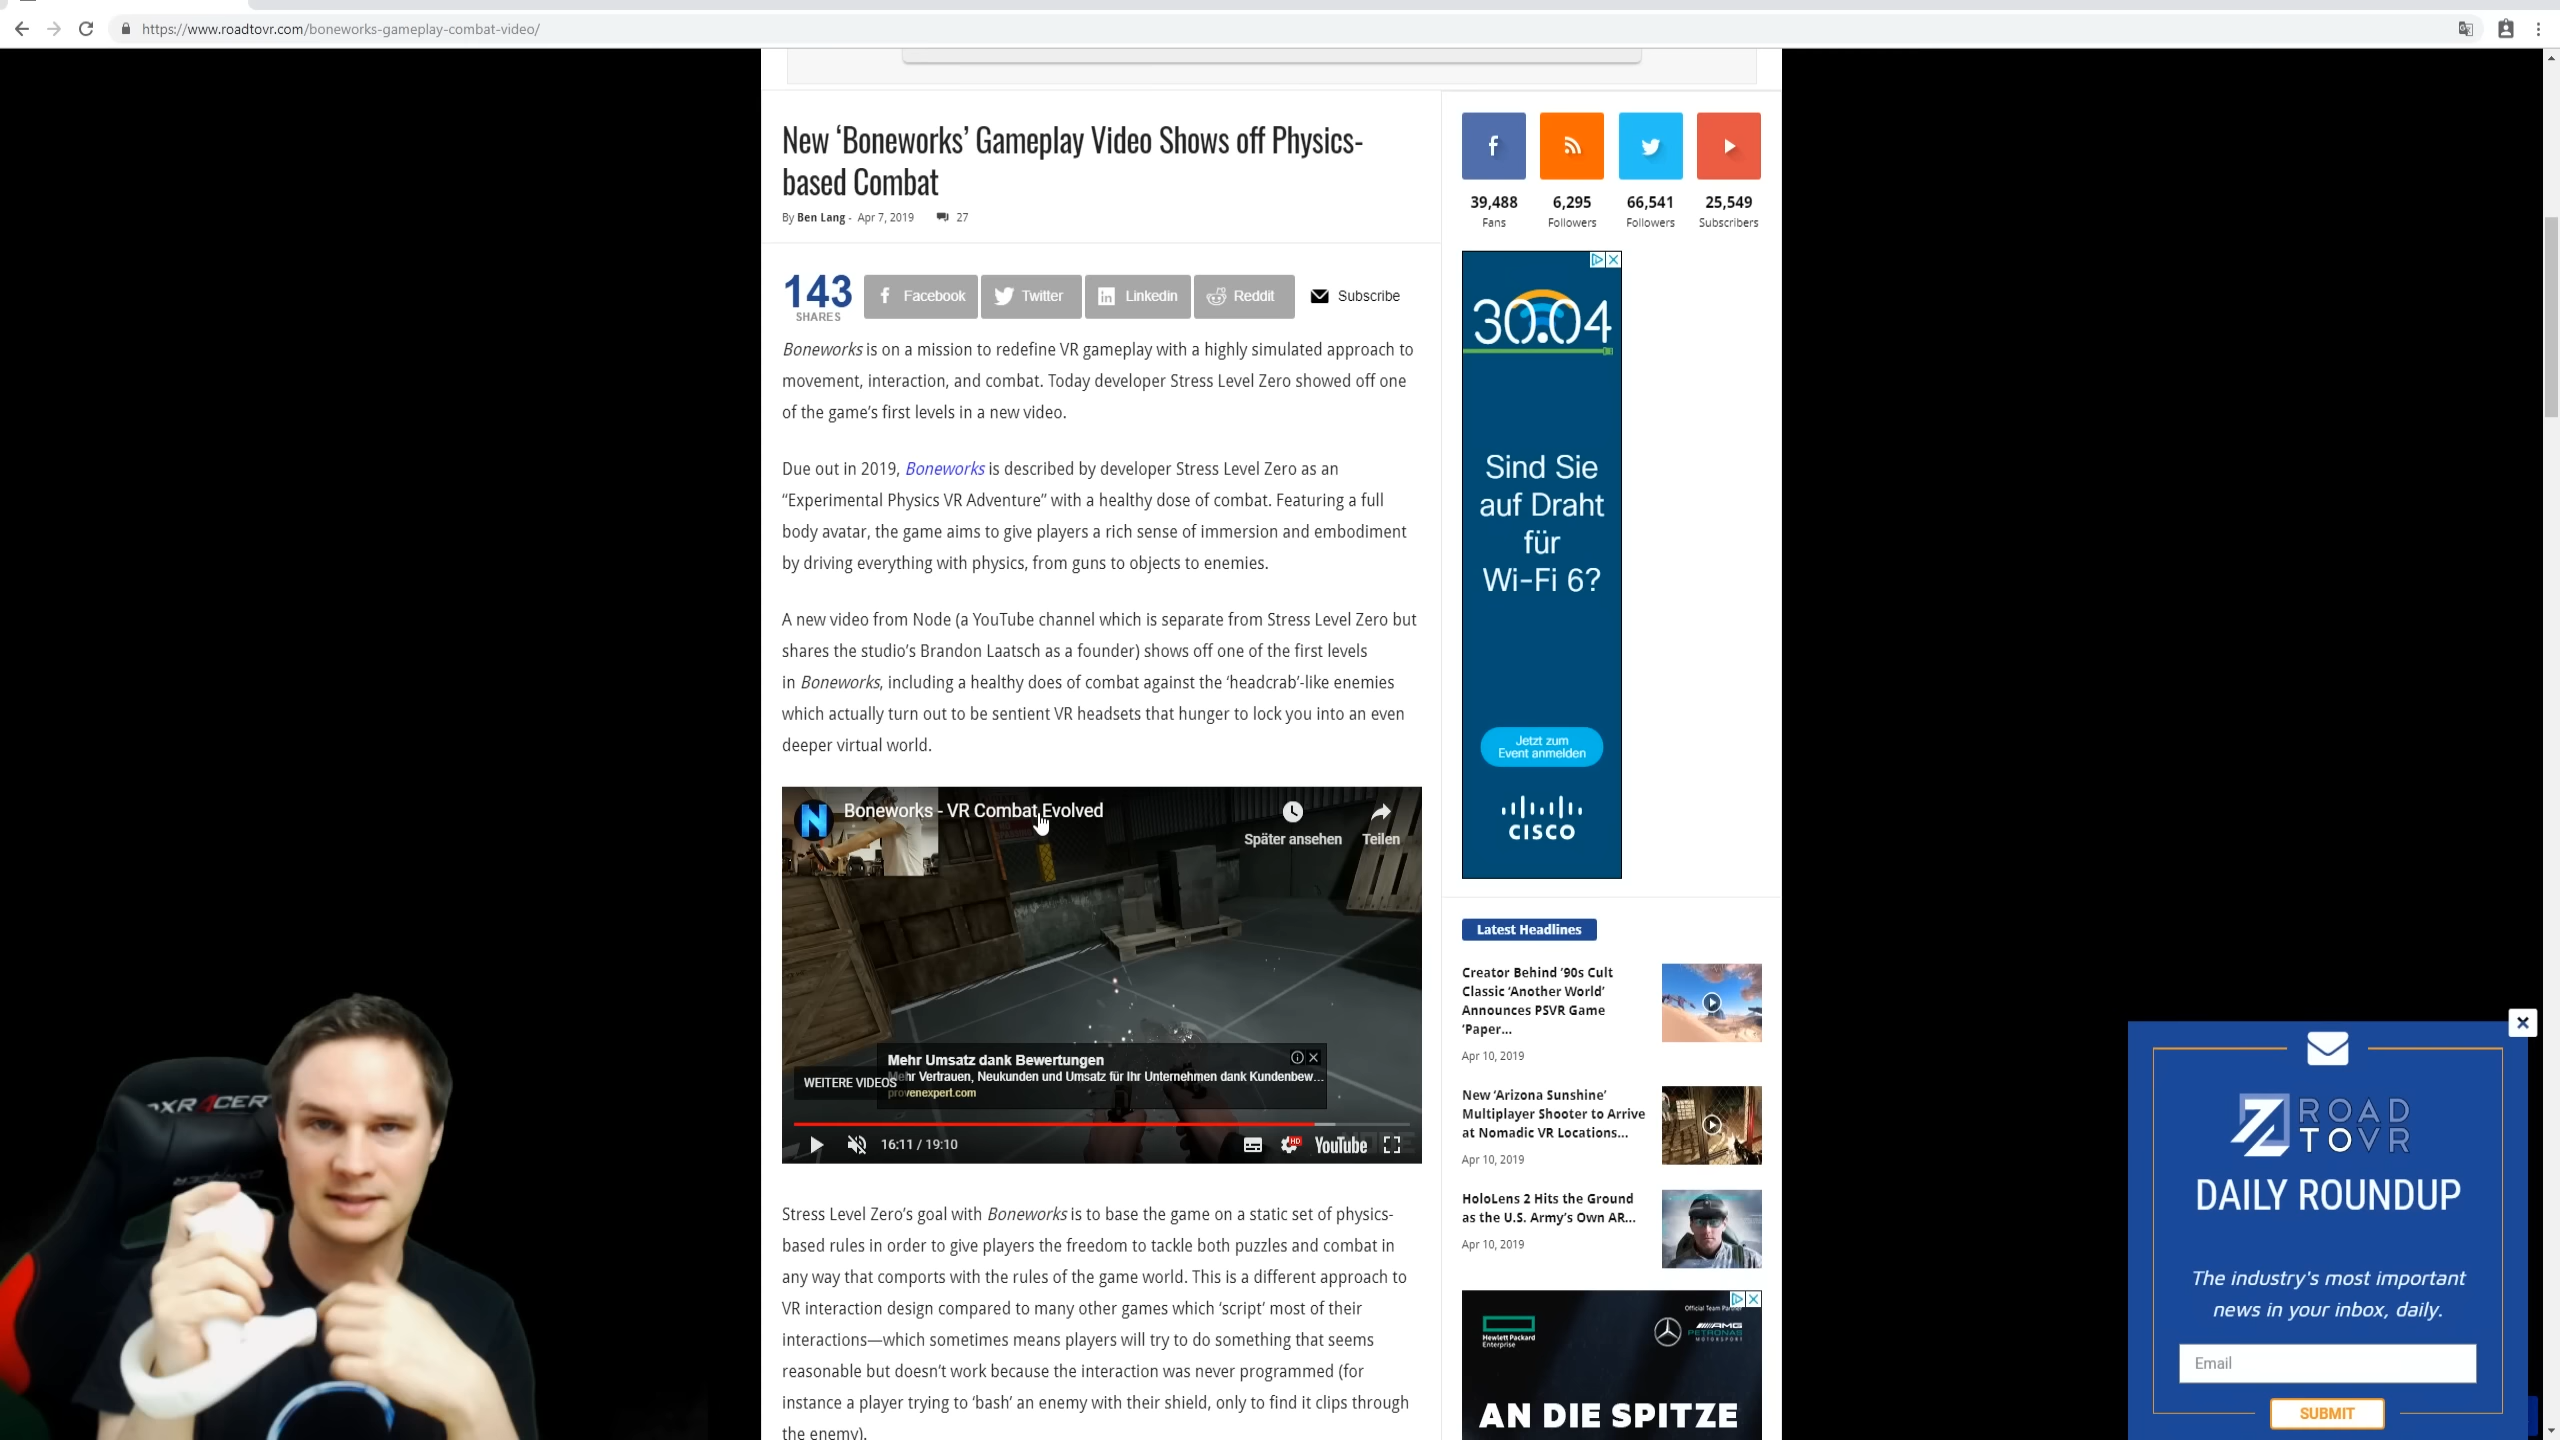 https://www.roadtovr.com/boneworks-gameplay-combat-video/
New ‘Boneworks’ Gameplay Video Shows off Physics-
based Combat
By Ben Lang - Apr 7, 2019 27
143
SHARES
Facebook
Twitter
Linkedin
Reddit
Subscribe
Boneworks is on a mission to redefine VR gameplay with a highly simulated approach to
movement, interaction, and combat. Today developer Stress Level Zero showed off one
of the game’s first levels in a new video.
Due out in 2019, Boneworks is described by developer Stress Level Zero as an
“Experimental Physics VR Adventure” with a healthy dose of combat. Featuring a full
body avatar, the game aims to give players a rich sense of immersion and embodiment
by driving everything with physics, from guns to objects to enemies.
A new video from Node (a YouTube channel which is separate from Stress Level Zero but
shares the studio’s Brandon Laatsch as a founder) shows off one of the first levels
in Boneworks, including a healthy does of combat against the ‘headcrab’-like enemies
which actually turn out to be sentient VR headsets that hunger to lock you into an even
deeper virtual world.
N
Boneworks - VR Combat Evolved
Später ansehen
Teilen
Mehr Umsatz dank Bewertungen
Mehr Vertrauen, Neukunden und Umsatz für Ihr Unternehmen dank Kundenbew...
provenexpert.com
WEITERE VIDEOS
16:11 / 19:10
HD
YouTube
Stress Level Zero’s goal with Boneworks is to base the game on a static set of physics-
based rules in order to give players the freedom to tackle both puzzles and combat in
any way that comports with the rules of the game world. This is a different approach to
VR interaction design compared to many other games which ‘script’ most of their
interactions—which sometimes means players will try to do something that seems
reasonable but doesn’t work because the interaction was never programmed (for
instance a player trying to ‘bash’ an enemy with their shield, only to find it clips through
the enemy).
39,488
Fans
6,295
Followers
66,541
Followers
25,549
Subscribers
30.04
Sind Sie
auf Draht
für
Wi-Fi 6?
Jetzt zum
Event anmelden
CISCO
Latest Headlines
Creator Behind ’90s Cult
Classic ‘Another World’
Announces PSVR Game
‘Paper...
Apr 10, 2019
New ‘Arizona Sunshine’
Multiplayer Shooter to Arrive
at Nomadic VR Locations...
Apr 10, 2019
HoloLens 2 Hits the Ground
as the U.S. Army’s Own AR...
Apr 10, 2019
Hewlett Packard
Enterprise
Official Team Partner
AMG
PETRONAS
MOTORSPORT
AN DIE SPITZE
ROAD
TOVR
DAILY ROUNDUP
The industry's most important
news in your inbox, daily.
Email
SUBMIT